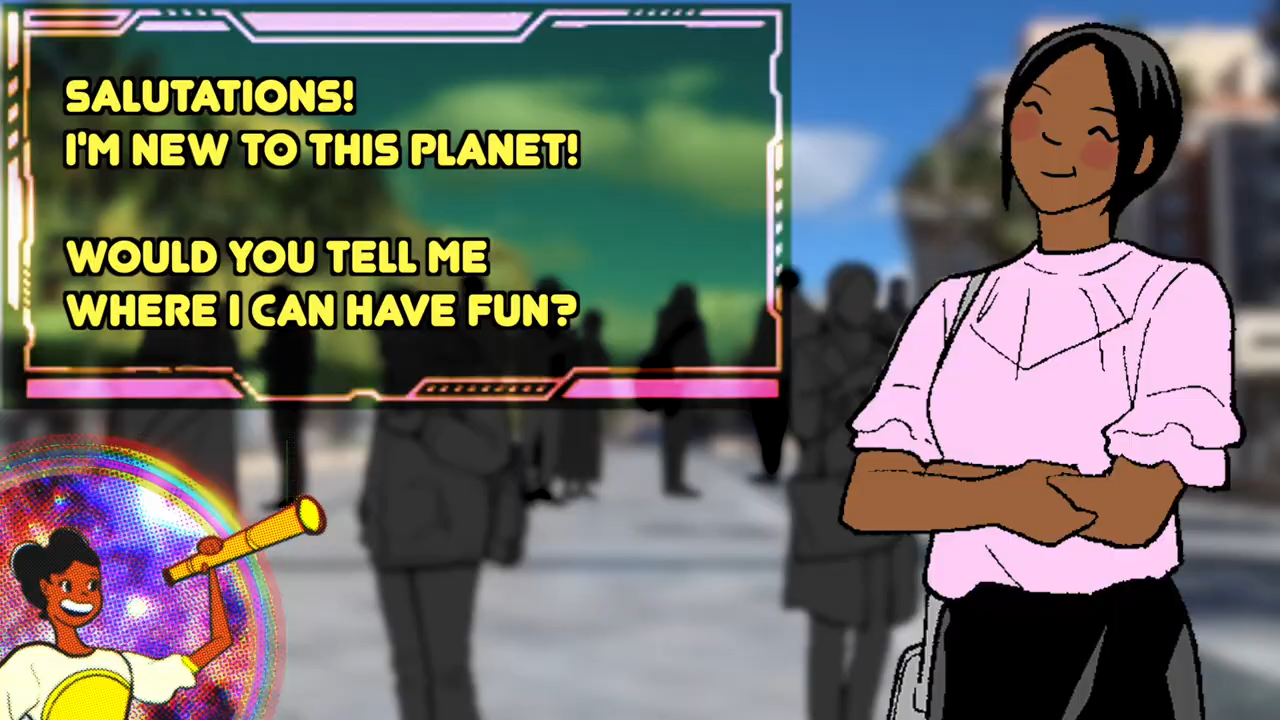 SALUTATIONS!
I'M NEW TO THIS PLANET!
WOULD YOU TELL ME
WHERE I CAN HAVE FUN?